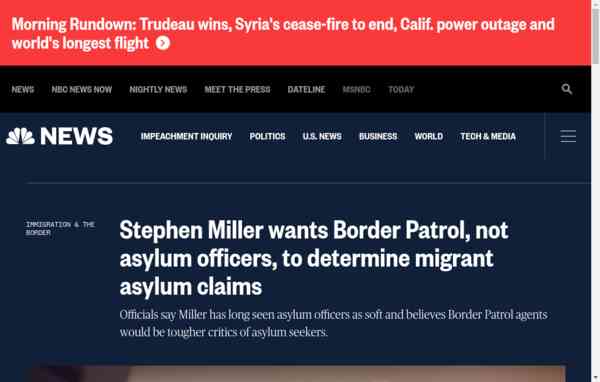 Morning Rundown: Trudeau wins, Syria's cease-fire to end, Calif. power outage and
world's longest flight
NEWS NBC NEWS NOW NIGHTLY NEWS MEET THE PRESS DATELINE MSNBC TODAY
NEWS IMPEACHMENT INQUIRY POLITICS U.S. NEWS BUSINESS WORLD TECH & MEDIA
IMMIGRATION & THE
BORDER
Stephen Miller wants Border Patrol, not
asylum officers, to determine migrant
asylum claims
Officials say Miller has long seen asylum officers as soft and believes Border Patrol agents
would be tougher critics of asylum seekers.